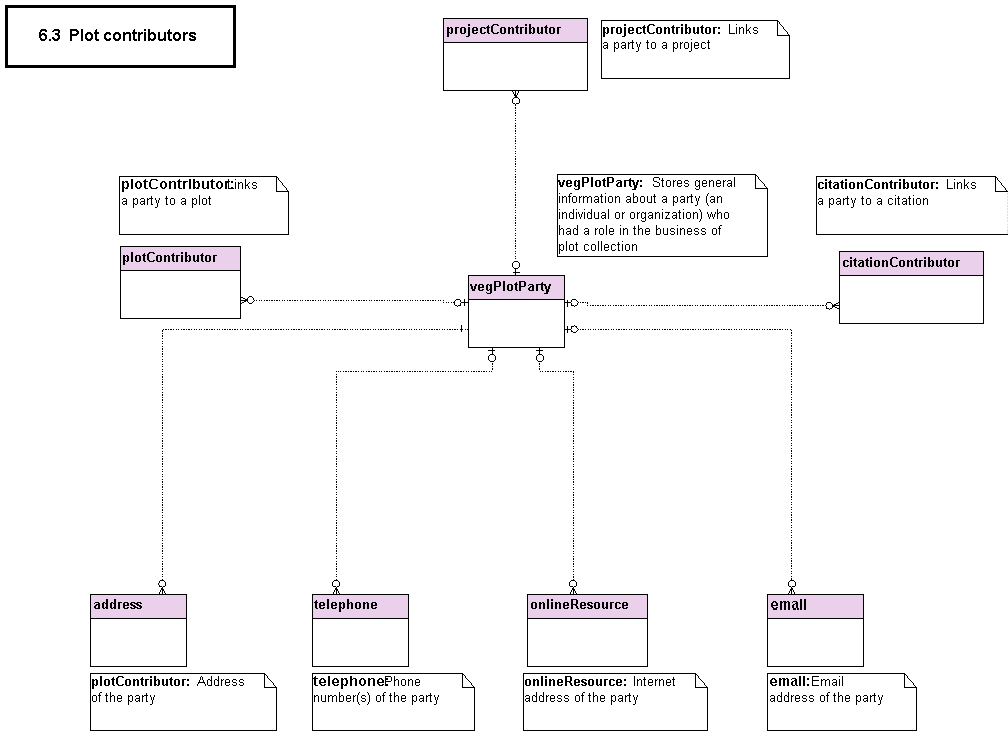 6.3 Plot contributors
projectContributor
projectContributor: Links
a party to a project
plotContributor:Links
a party to a plot
vegPlotParty: Stores general
information about a party (an
individual or organization) who
had a role in the business of
plot collection
citationContributor: Links
a party to a citation
plotContributor
citationContributor
vegPlotParty
address
telephone
onlineResource
email
plotContributor: Address
of the party
telephone:Phone
number(s) of the party
onlineResource: Internet
address of the party
email:Email
address of the party